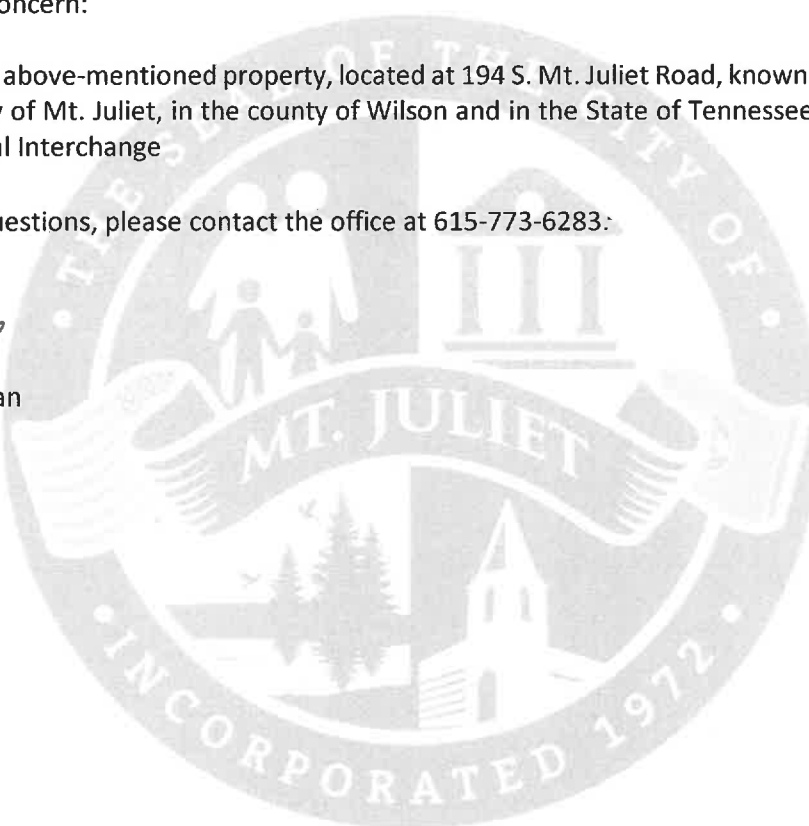 oncern:
above-mentioned property, located at 194 S. Mt. Juliet Road, known
of Mt. Juliet, in the county of Wilson and in the State of Tennessee
al Interchange
uestions, please contact the office at 615-773-6283.
an
THE SEAL OF THE CITY OF
MT. JULIET
INCORPORATED 1972